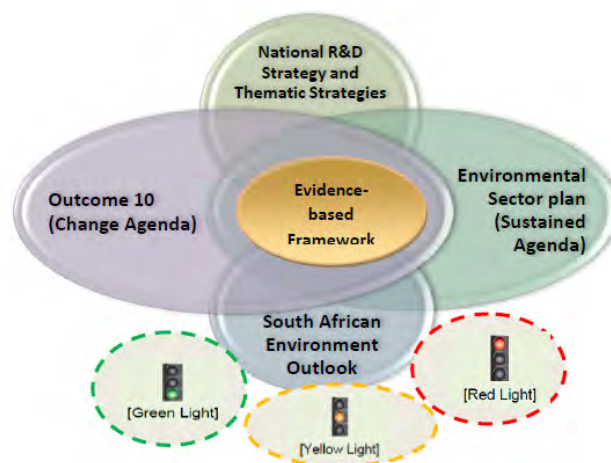 National R&D
Strategy and
Thematic Strategies
Outcome 10
(Change Agenda)
Evidence-
based
Framework
Environmental
Sector plan
(Sustained
Agenda)
South African
Environment
Outlook
[Green Light]
[Yellow Light]
[Red Light]